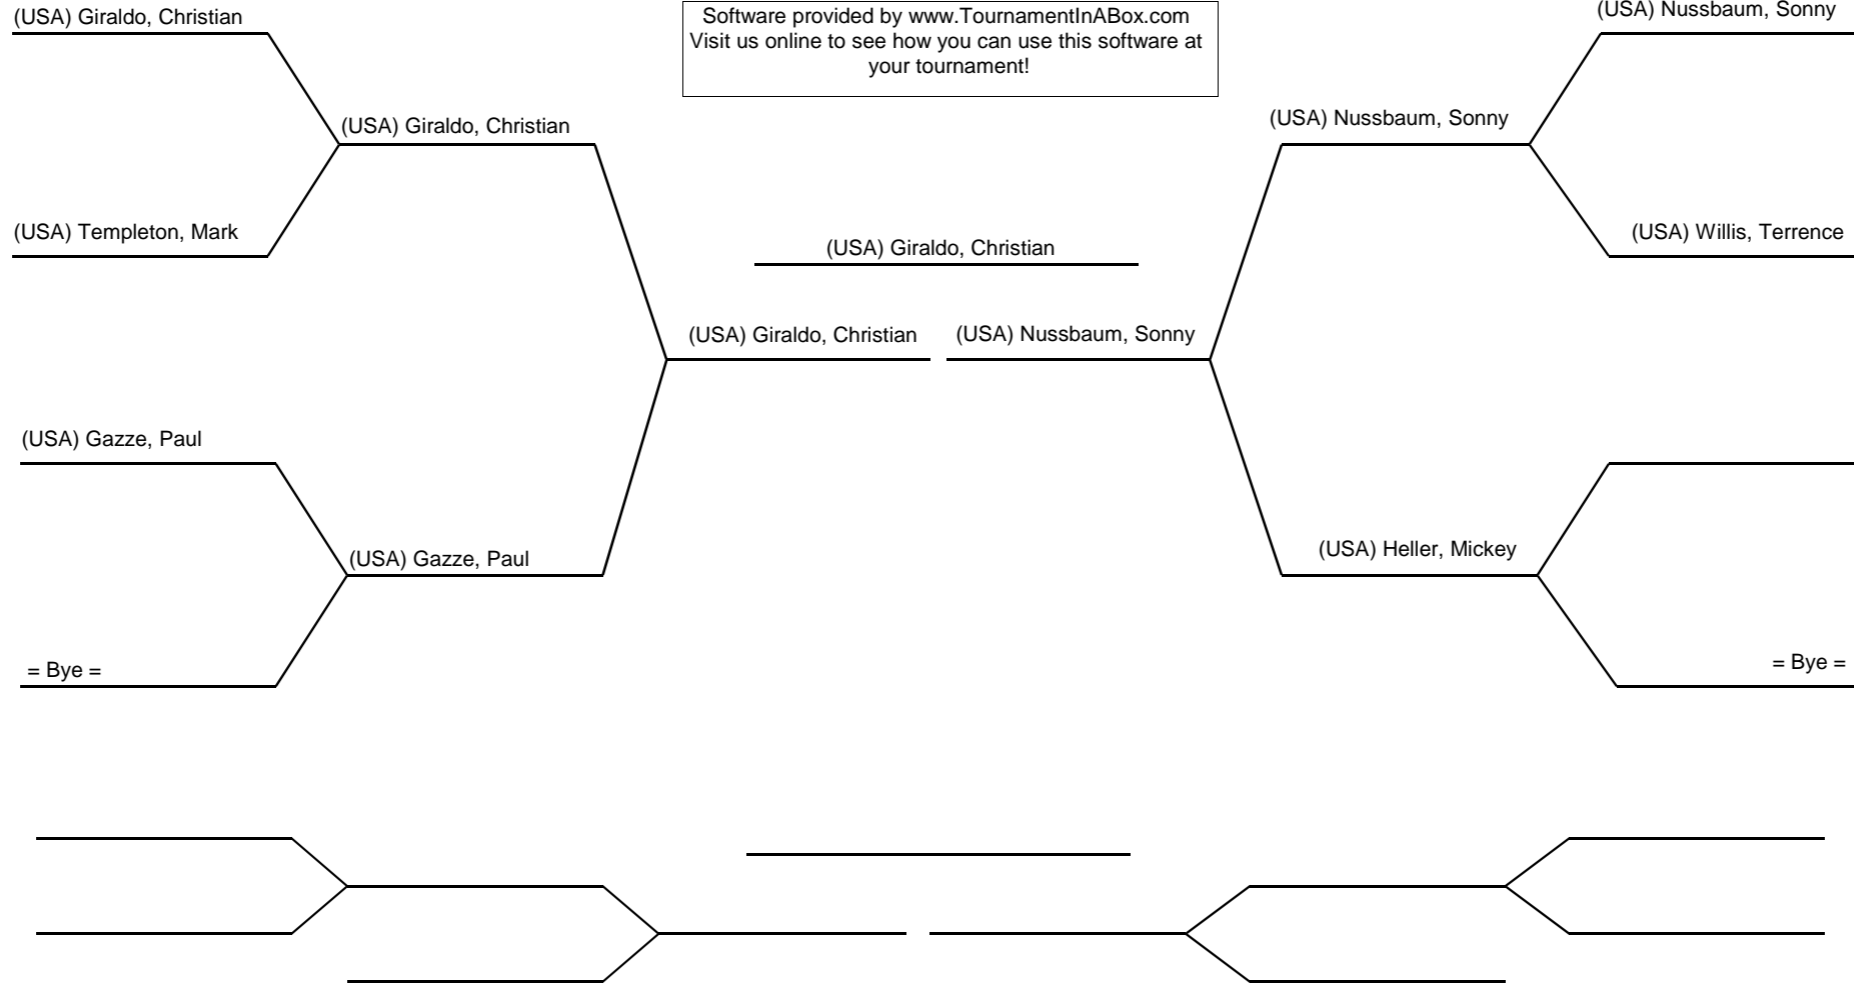 (USA) Giraldo, Christian
Software provided by www.TournamentInABox.com
Visit us online to see how you can use this software at
your tournament!
(USA) Nussbaum, Sonny
(USA) Giraldo, Christian
(USA) Nussbaum, Sonny
(USA) Templeton, Mark
(USA) Giraldo, Christian
(USA) Willis, Terrence
(USA) Giraldo, Christian
(USA) Nussbaum, Sonny
(USA) Gazze, Paul
(USA) Gazze, Paul
(USA) Heller, Mickey
= Bye =
= Bye =